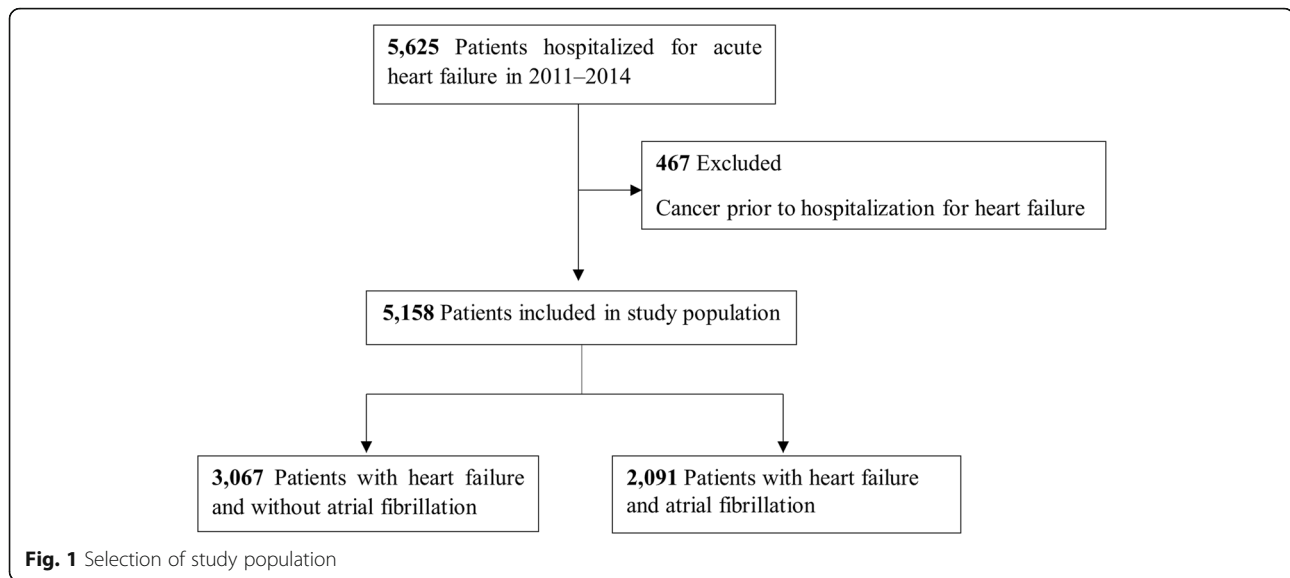 5,625 Patients hospitalized for acute
heart failure in 2011–2014
467 Excluded
Cancer prior to hospitalization for heart failure
5,158 Patients included in study population
3,067 Patients with heart failure
and without atrial fibrillation
2,091 Patients with heart failure
and atrial fibrillation
Fig. 1 Selection of study population